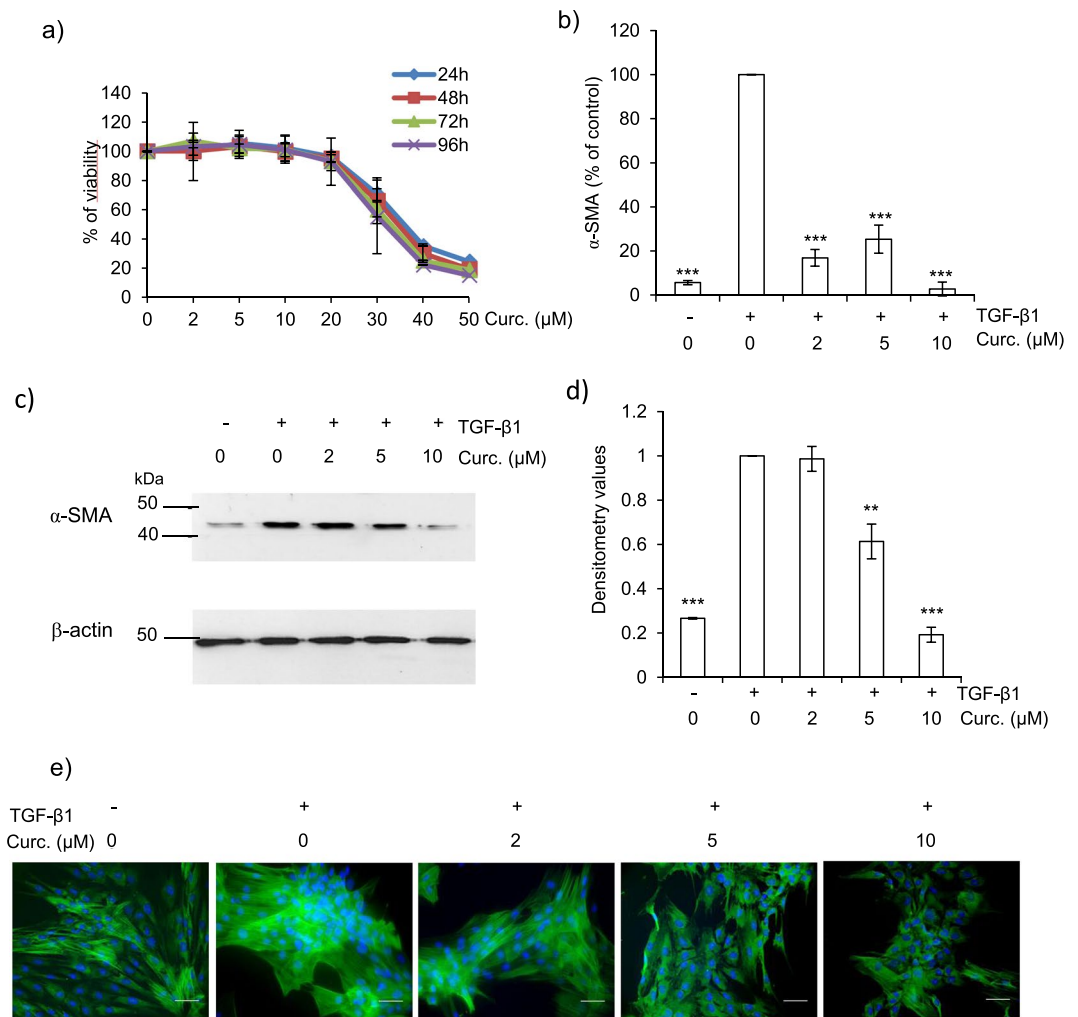 a)
24h
48h
72h
96h
140
120
100
80
60
40
20
0
% of viability
0 2 5 10 20 30 40 50 Curc. (µM)
b)
120
100
80
60
40
20
0
α-SMA (% of control)
*** *** *** ***
- + + + + TGF-β1
0 0 2 5 10 Curc. (µM)
c)
- + + + + TGF-β1
0 0 2 5 10 Curc. (µM)
kDa
50
α-SMA
40
β-actin 50
d)
1.2
1
0.8
0.6
0.4
0.2
0
Densitometry values
*** ** ***
- + + + + TGF-β1
0 0 2 5 10 Curc. (µM)
e)
TGF-β1 - + + + +
Curc. (µM) 0 0 2 5 10